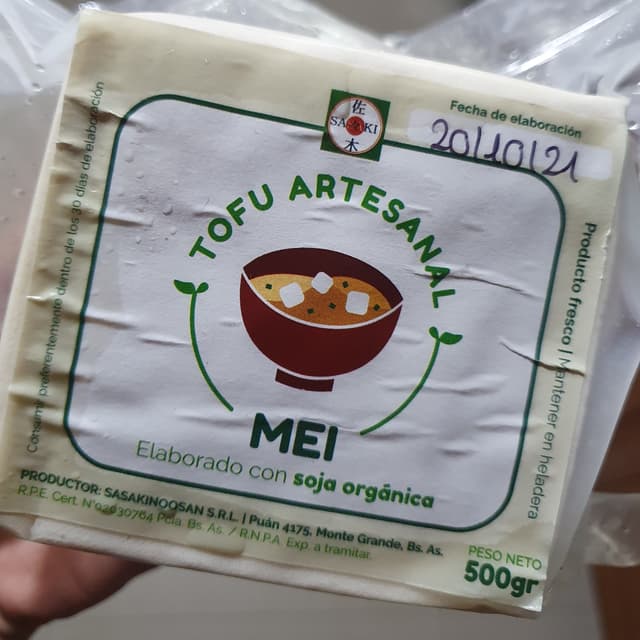 佐
SASAKI
木
Fecha de elaboración
20/10/21
TOFU ARTESANAL
MEI
Elaborado con soja orgánica
Consumir preferentemente dentro de los 30 días de elaboración
Producto fresco | Mantener en heladera
PRODUCTOR: SASAKINOOSAN S.R.L. | Puán 4175, Monte Grande, Bs. As.
R.P.E. Cert. N°02030764 Pcia. Bs. As. / R.N.P.A. Exp. a tramitar.
PESO NETO
500gr